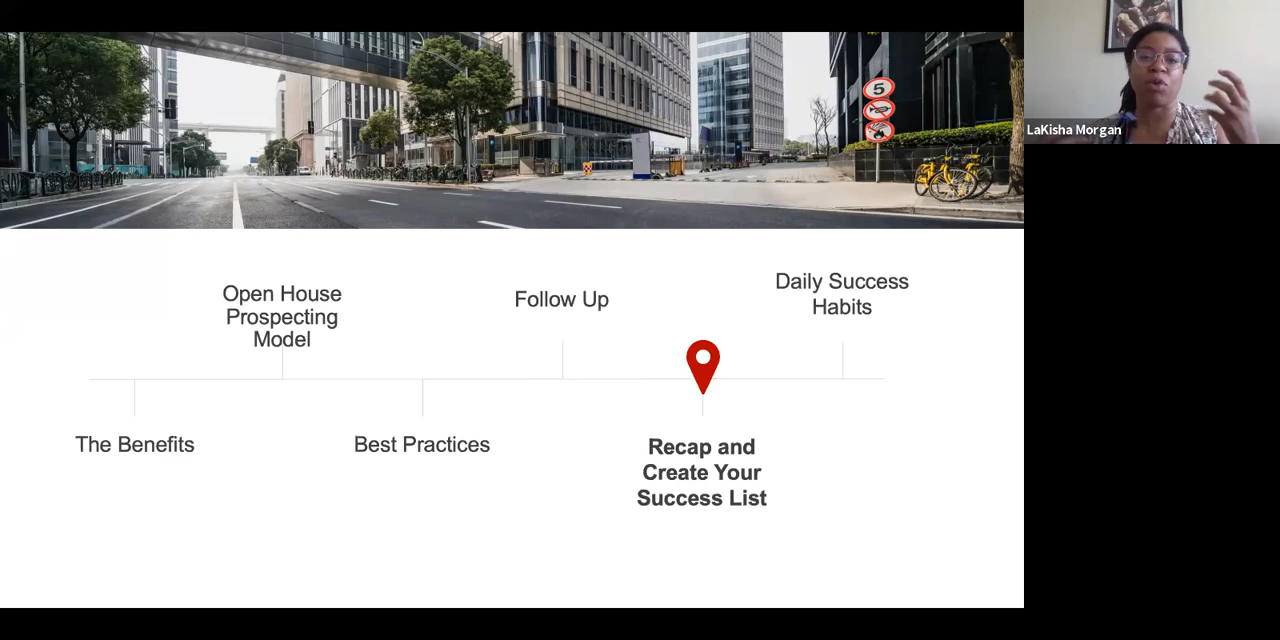 5
LaKisha Morgan
Open House
Prospecting
Model
Follow Up
Daily Success
Habits
The Benefits
Best Practices
Recap and
Create Your
Success List